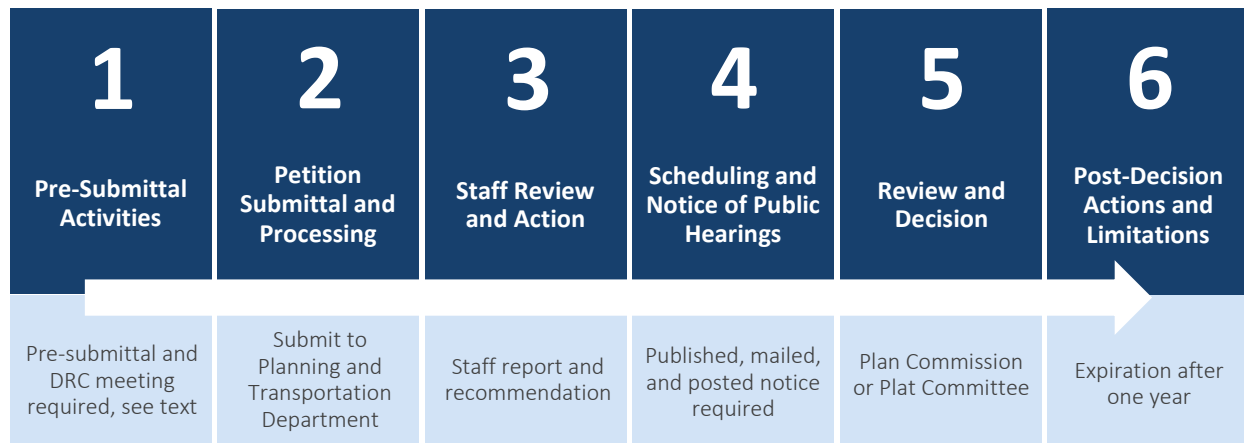 1
Pre-Submittal
Activities
Pre-submittal and
DRC meeting
required, see text
2
Petition
Submittal and
Processing
Submit to
Planning and
Transportation
Department
3
Staff Review
and Action
Staff report and
recommendation
4
Scheduling and
Notice of Public
Hearings
Published, mailed,
and posted notice
required
5
Review and
Decision
Plan Commission
or Plat Committee
6
Post-Decision
Actions and
Limitations
Expiration after
one year